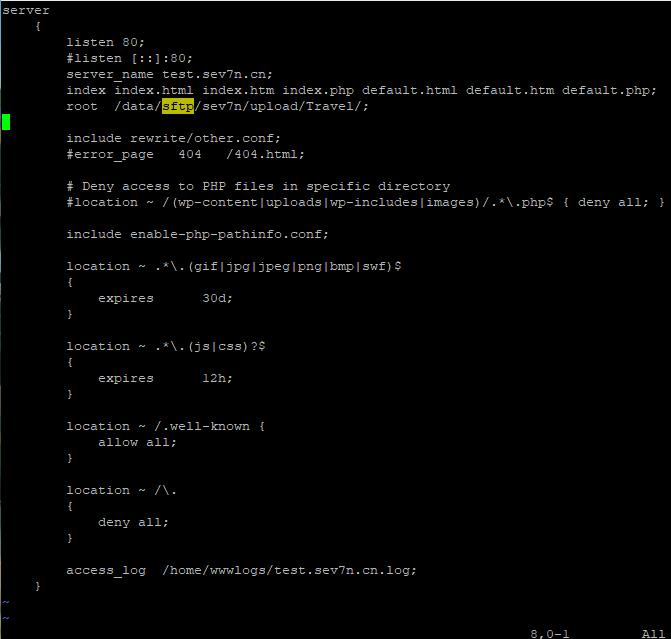 server
    {
        listen 80;
        #listen [::]:80;
        server_name test.sev7n.cn;
        index index.html index.htm index.php default.html default.htm default.php;
        root  /data/sftp/sev7n/upload/Travel/;

        include rewrite/other.conf;
        #error_page   404   /404.html;

        # Deny access to PHP files in specific directory
        #location ~ /(wp-content|uploads|wp-includes|images)/.*\.php$ { deny all; }

        include enable-php-pathinfo.conf;

        location ~ .*\.(gif|jpg|jpeg|png|bmp|swf)$
        {
            expires      30d;
        }

        location ~ .*\.(js|css)?$
        {
            expires      12h;
        }

        location ~ /.well-known {
            allow all;
        }

        location ~ /\.
        {
            deny all;
        }

        access_log  /home/wwwlogs/test.sev7n.cn.log;
    }
~
~
8,0-1         All